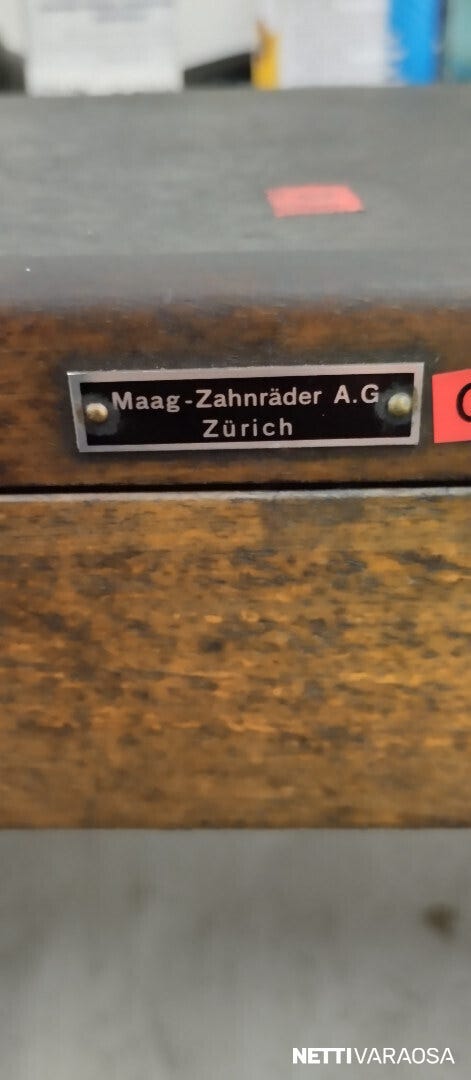 Maag-Zahnräder A.G
Zürich
NETTIVARAOSA